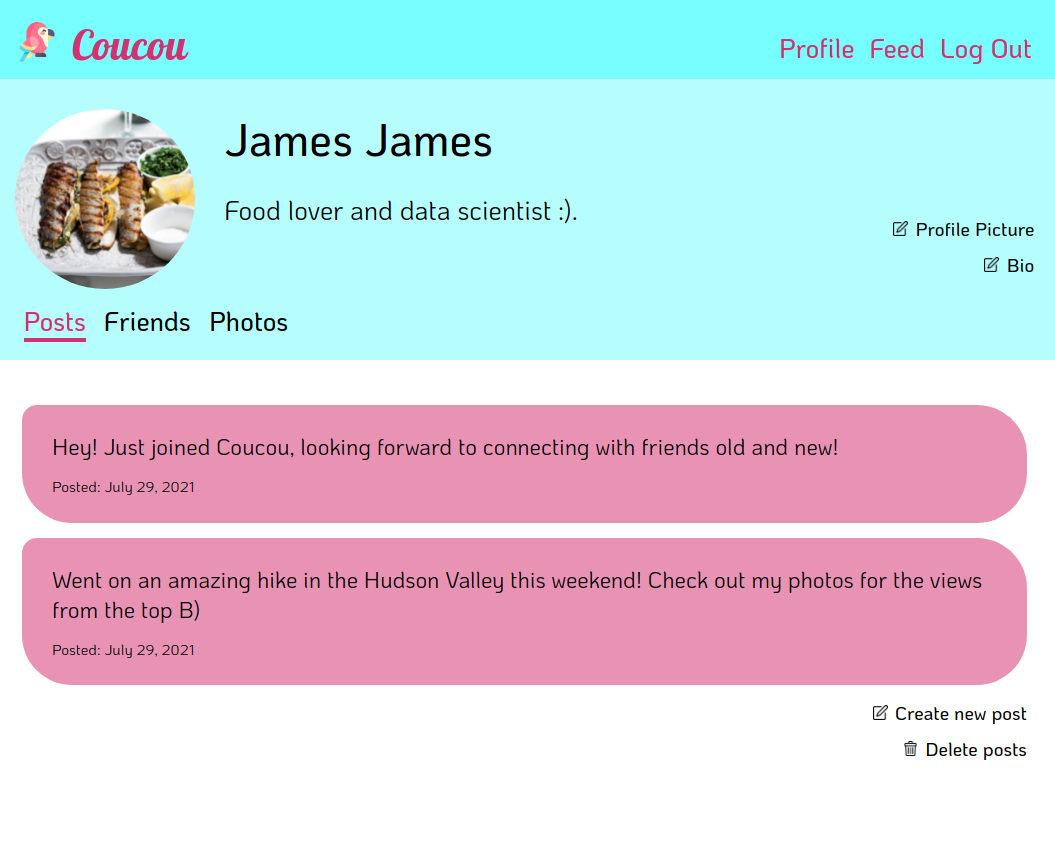 Coucou
Profile Feed Log Out
James James
Food lover and data scientist :).
Profile Picture
Bio
Posts Friends Photos
Hey! Just joined Coucou, looking forward to connecting with friends old and new!
Posted: July 29, 2021
Went on an amazing hike in the Hudson Valley this weekend! Check out my photos for the views
from the top B)
Posted: July 29, 2021
Create new post
Delete posts